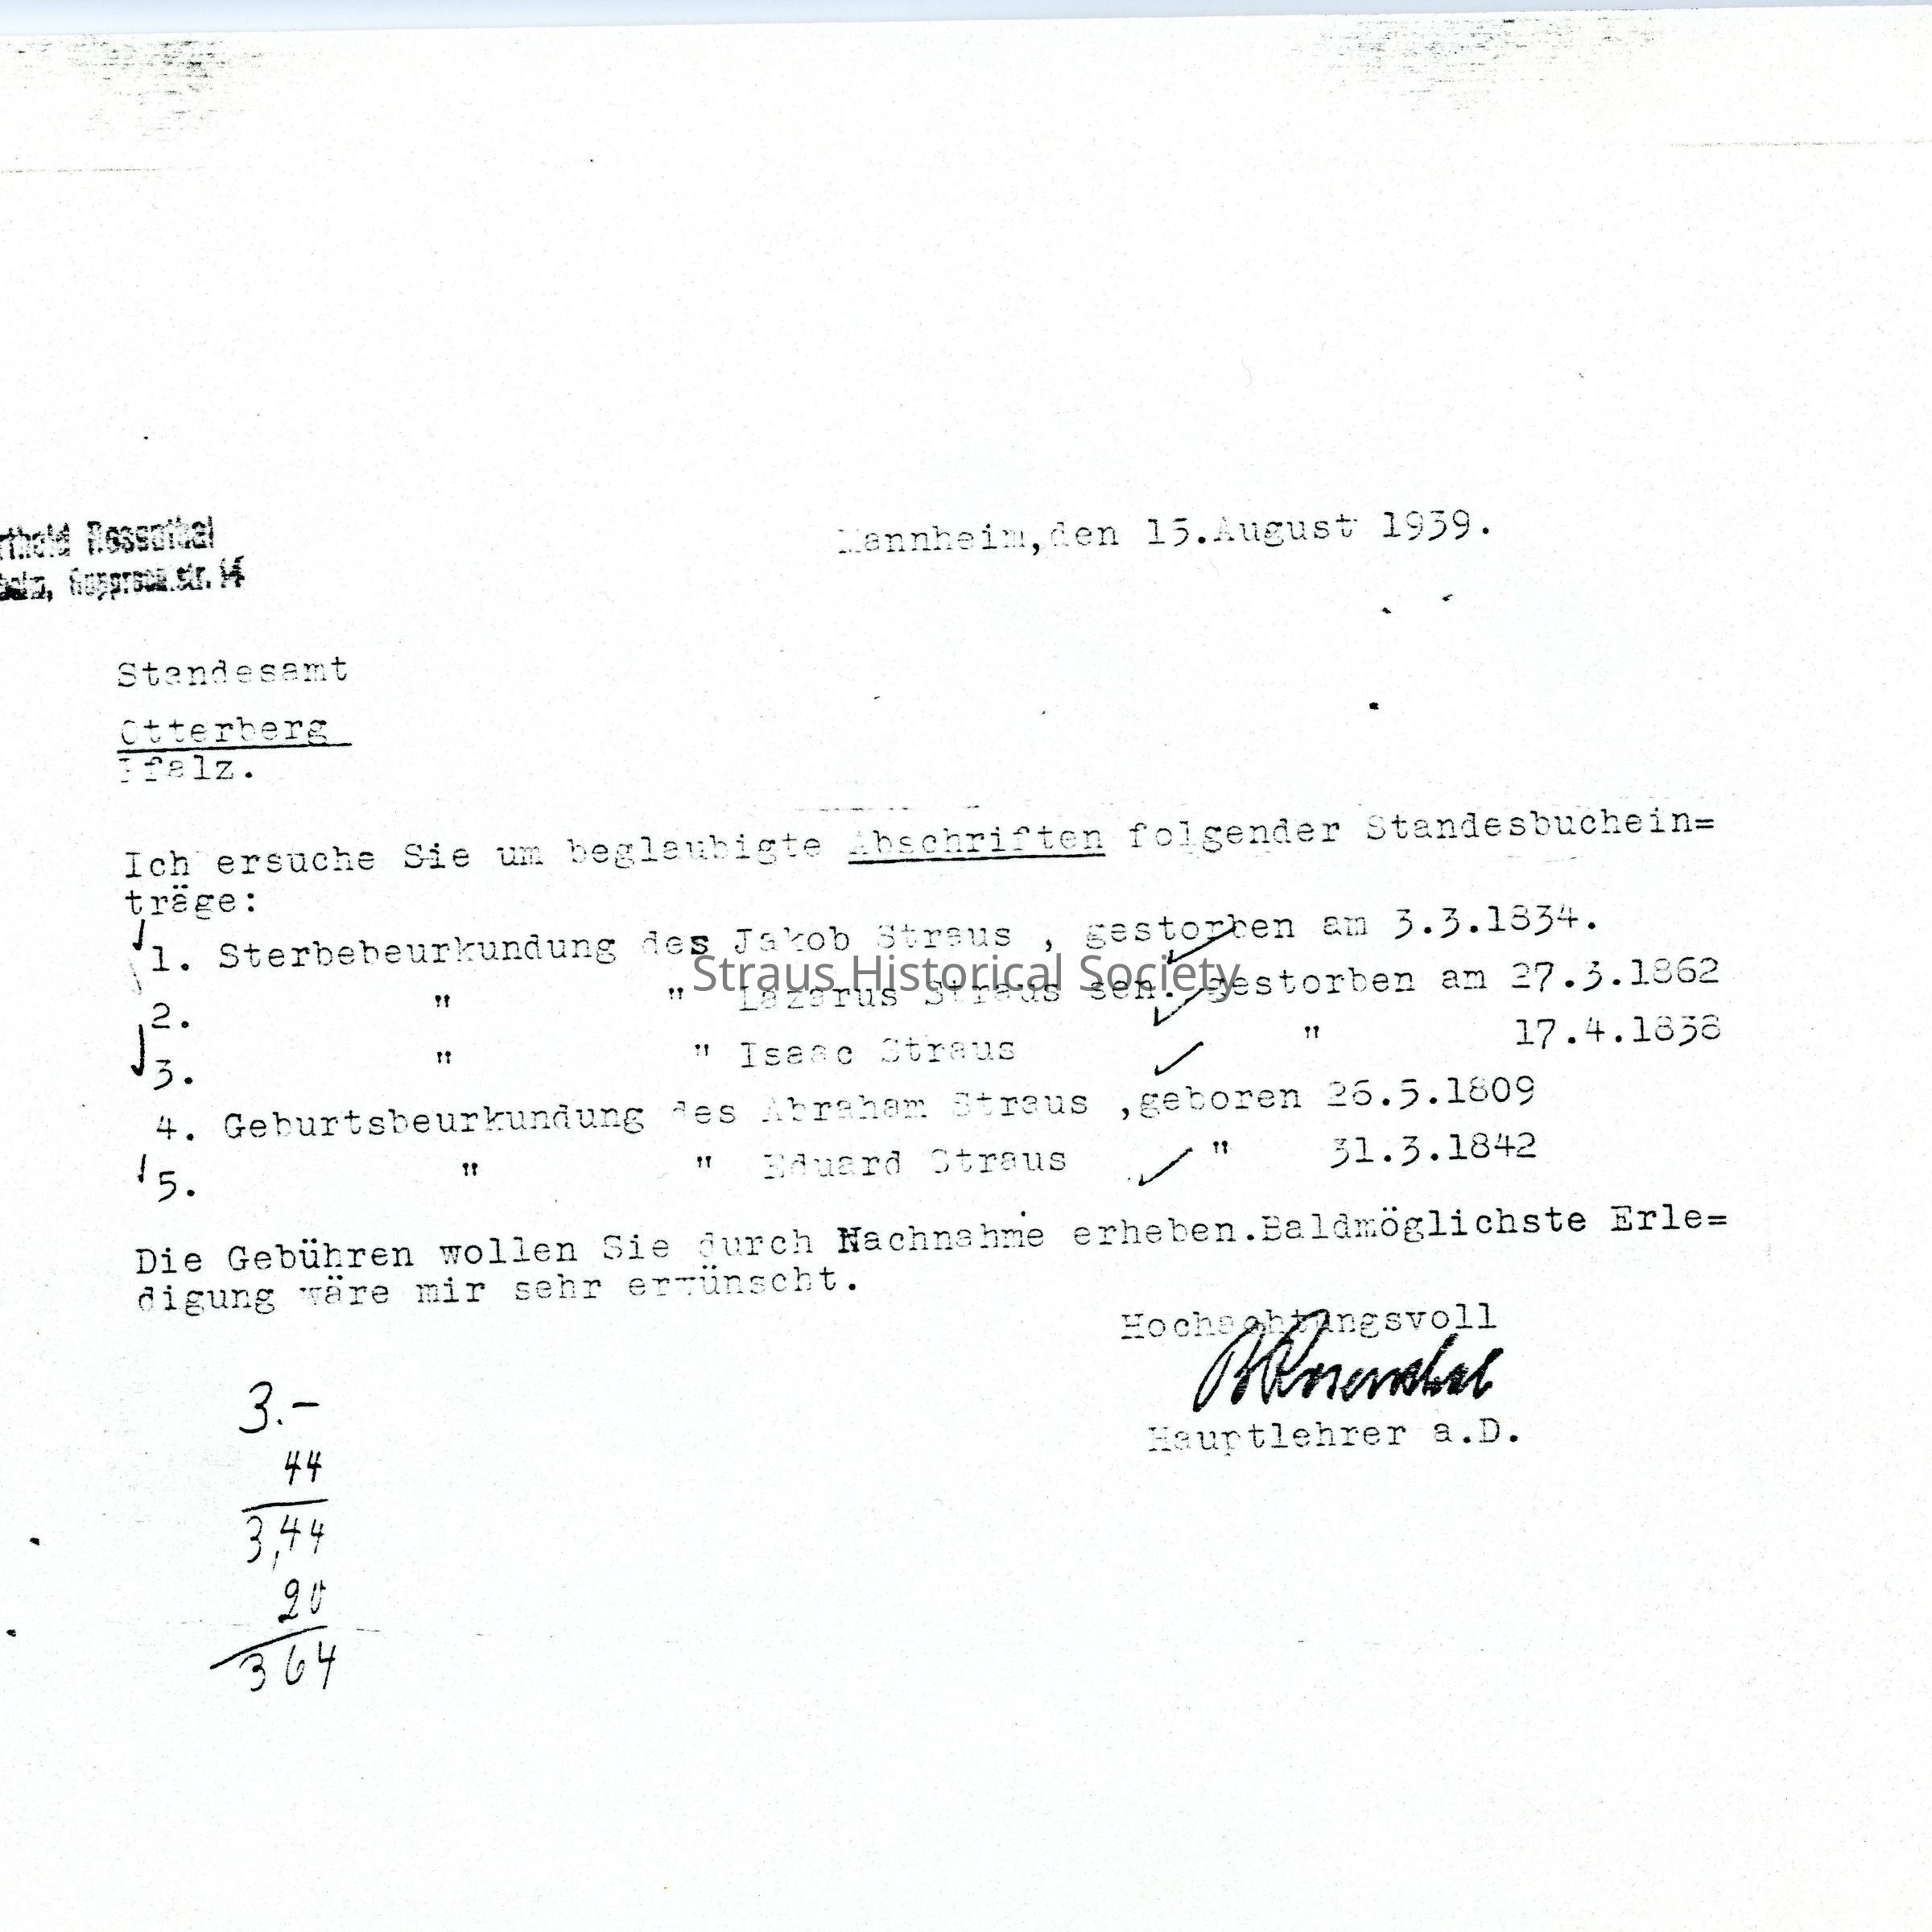 rthold Rosenthal
heim, Rupprechtstr. 14
Mannheim,den 15.August 1939.
Standesamt
Otterberg
Pfalz.
Ich ersuche Sie um beglaubigte Abschriften folgender Standesbuchein=
träge:
1. Sterbebeurkundung des Jakob Straus , gestorben am 3.3.1834.
Straus Historical Society
2. " " Lazarus Straus sen. gestorben am 27.3.1862
3. " " Isaac Straus " 17.4.1838
4. Geburtsbeurkundung des Abraham Straus ,geboren 26.5.1809
5. " " Eduard Straus " 31.3.1842
Die Gebühren wollen Sie durch Nachnahme erheben.Baldmöglichste Erle=
digung wäre mir sehr erwünscht.
Hochachtungsvoll
B Rosenthal
Hauptlehrer a.D.
3.-
44
3,44
20
364